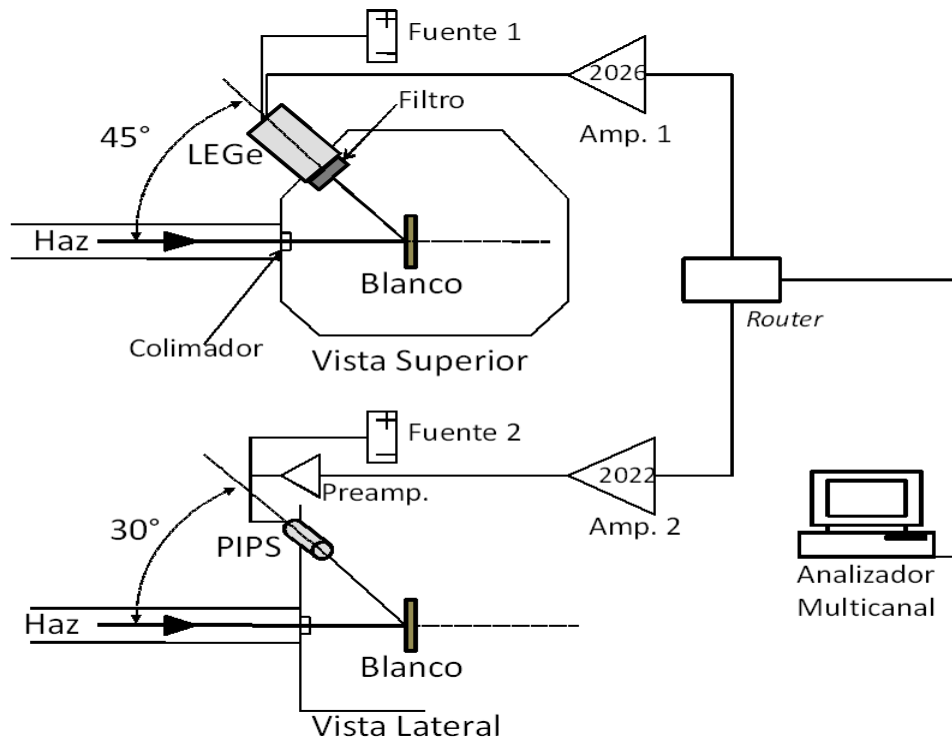 Fuente 1
2026
Amp. 1
Filtro
45°
LEGe
Haz
Blanco
Colimador
Vista Superior
Router
Fuente 2
Preamp.
2022
Amp. 2
30°
PIPS
Haz
Blanco
Vista Lateral
Analizador
Multicanal